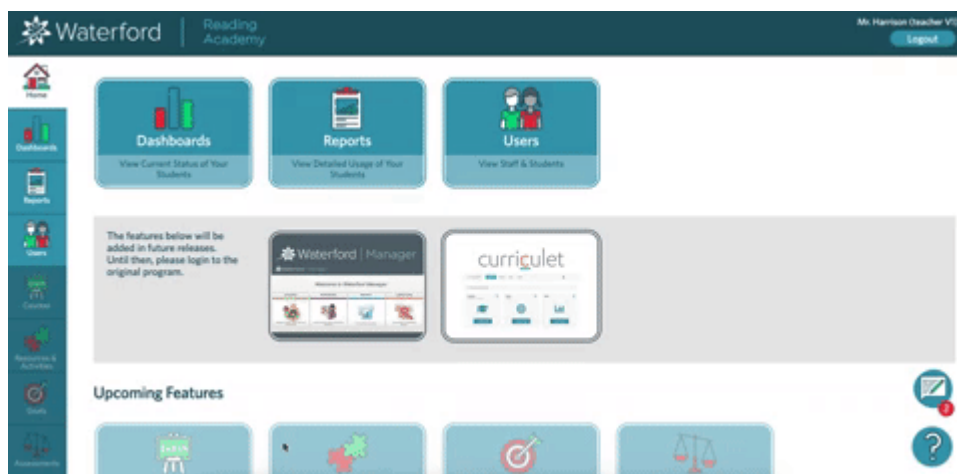 Waterford | Reading Academy
Mr. Harrison (teacher
Logout
Home
Dashboards
Reports
Users
Courses
Resources & Activities
Goals
Assessments
Dashboards
View Current Status of Your
Students
Reports
View Detailed Usage of Your
Students
Users
View Staff & Students
The features below will be
added in future releases.
Until then, please login to the
original program.
Waterford | Manager
Welcome to Waterford Manager
curriculet
Upcoming Features
?